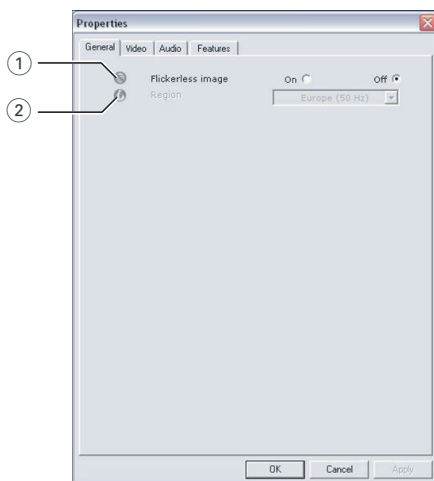 Properties
General Video Audio Features
1 Flickerless image On Off
2 Region Europe (50 Hz)
OK Cancel Apply